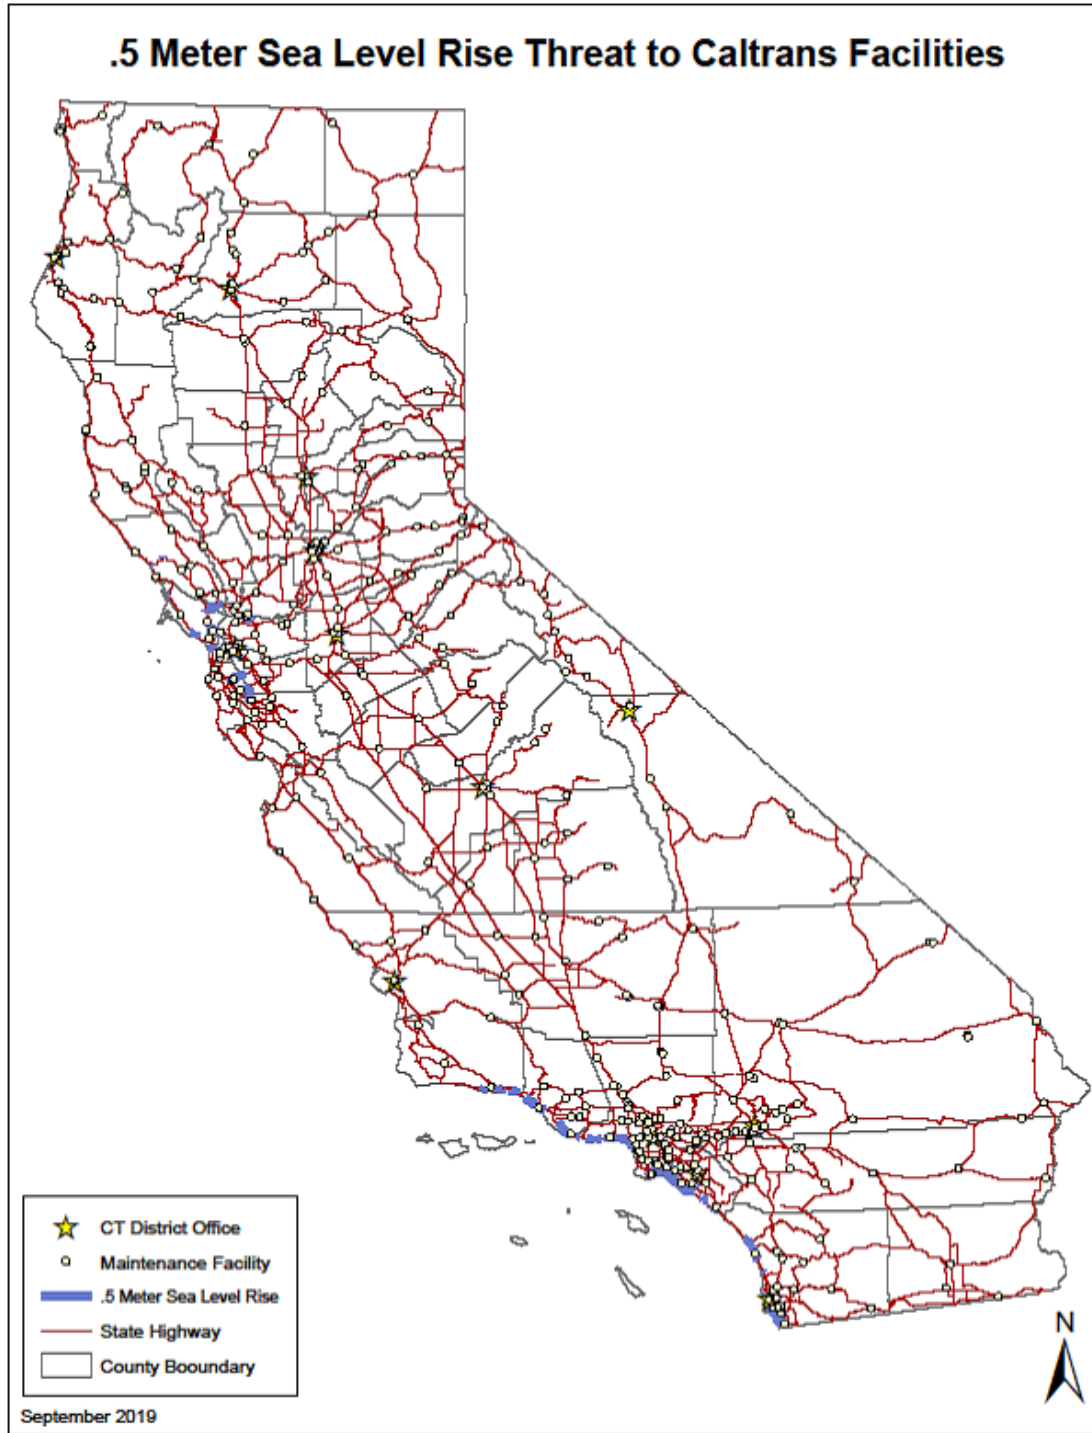 .5 Meter Sea Level Rise Threat to Caltrans Facilities
CT District Office
Maintenance Facility
.5 Meter Sea Level Rise
State Highway
County Booundary
September 2019
N